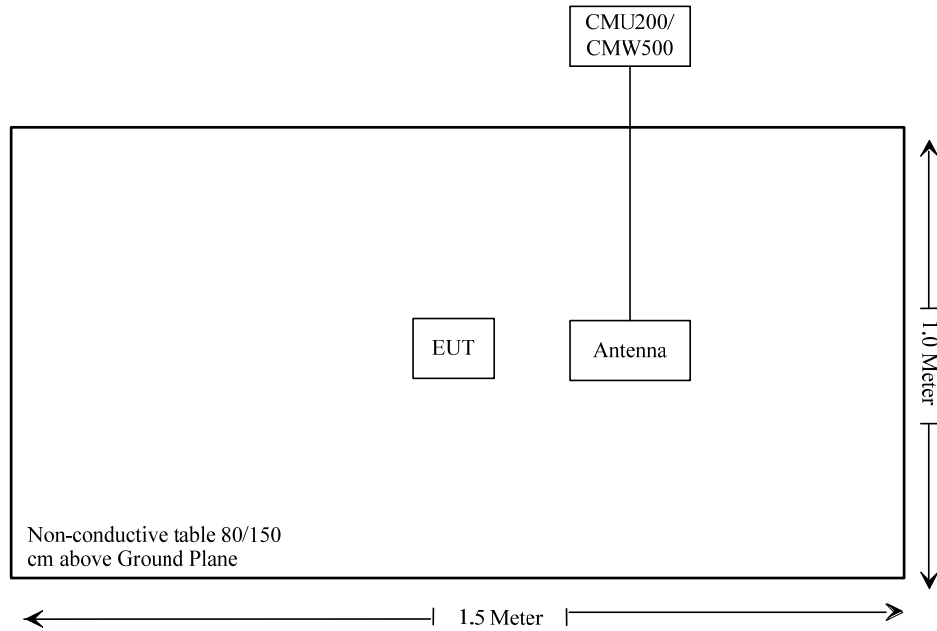 CMU200/
CMW500
EUT
Antenna
1.0 Meter
Non-conductive table 80/150
cm above Ground Plane
1.5 Meter